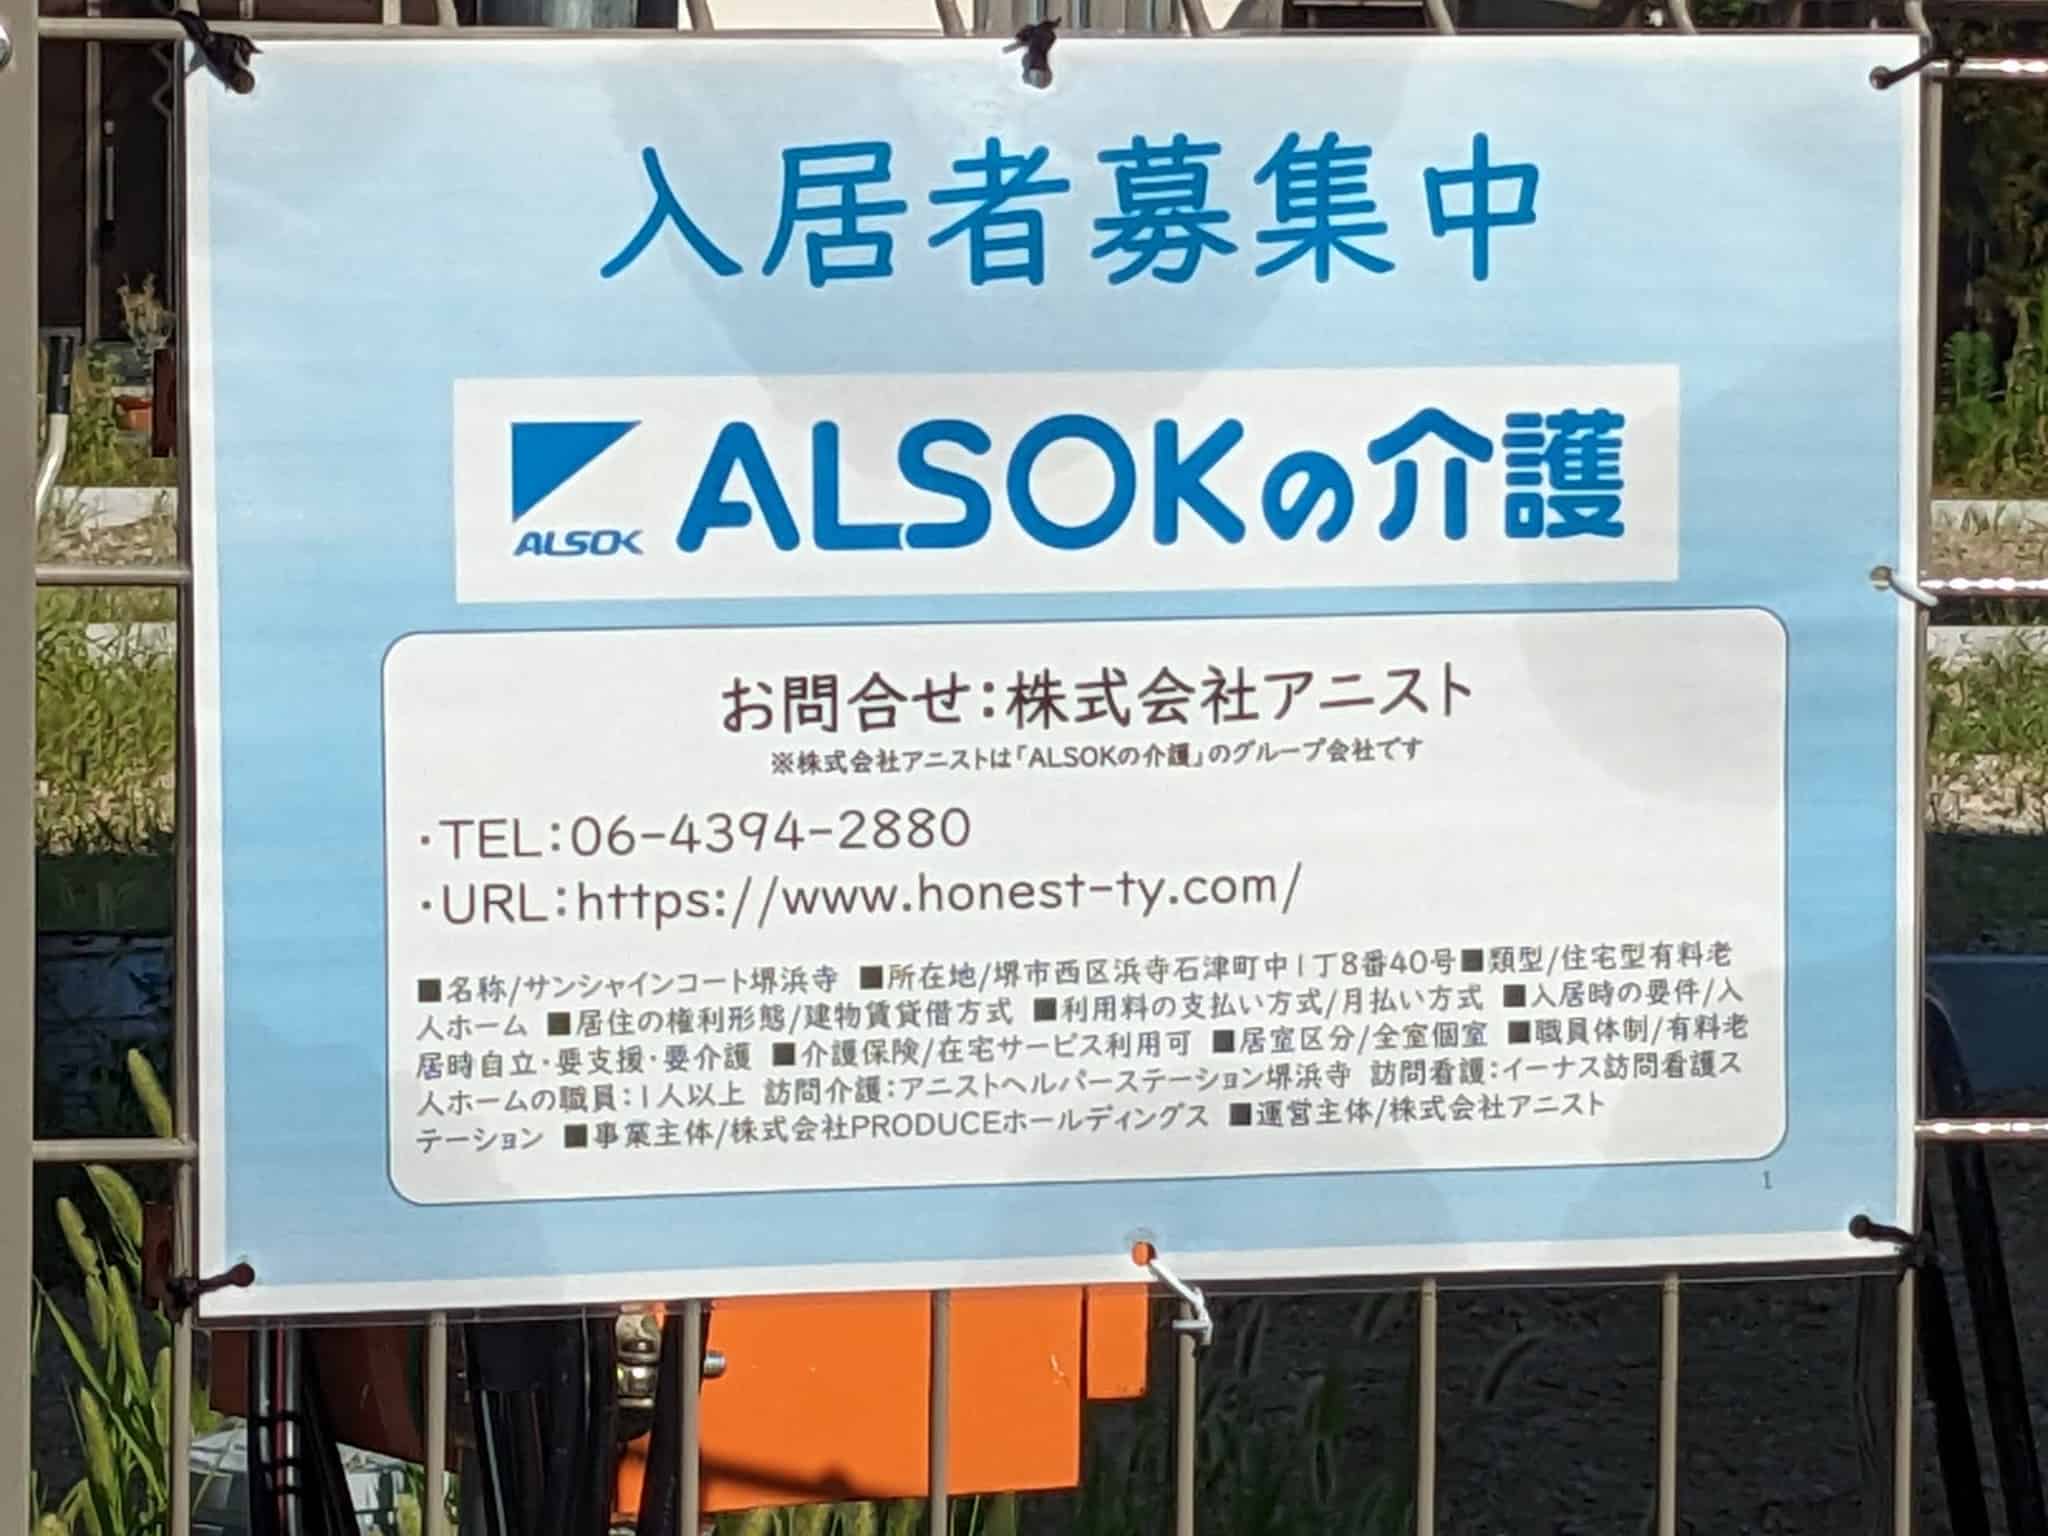 入居者募集中
ALSOK
ALSOKの介護
お問合せ:株式会社アニスト
※株式会社アニストは「ALSOKの介護」のグループ会社です
・TEL:06-4394-2880
・URL:https://www.honest-ty.com/
■名称/サンシャインコート堺浜寺 ■所在地/堺市西区浜寺石津町中1丁8番40号■類型/住宅型有料老
人ホーム ■居住の権利形態/建物賃貸借方式 ■利用料の支払い方式/月払い方式 ■入居時の要件/入
居時自立・要支援・要介護 ■介護保険/在宅サービス利用可 ■居室区分/全室個室 ■職員体制/有料老
人ホームの職員:1人以上 訪問介護:アニストヘルパーステーション堺浜寺 訪問看護:イーナス訪問看護ス
テーション ■事業主体/株式会社PRODUCEホールディングス ■運営主体/株式会社アニスト
1